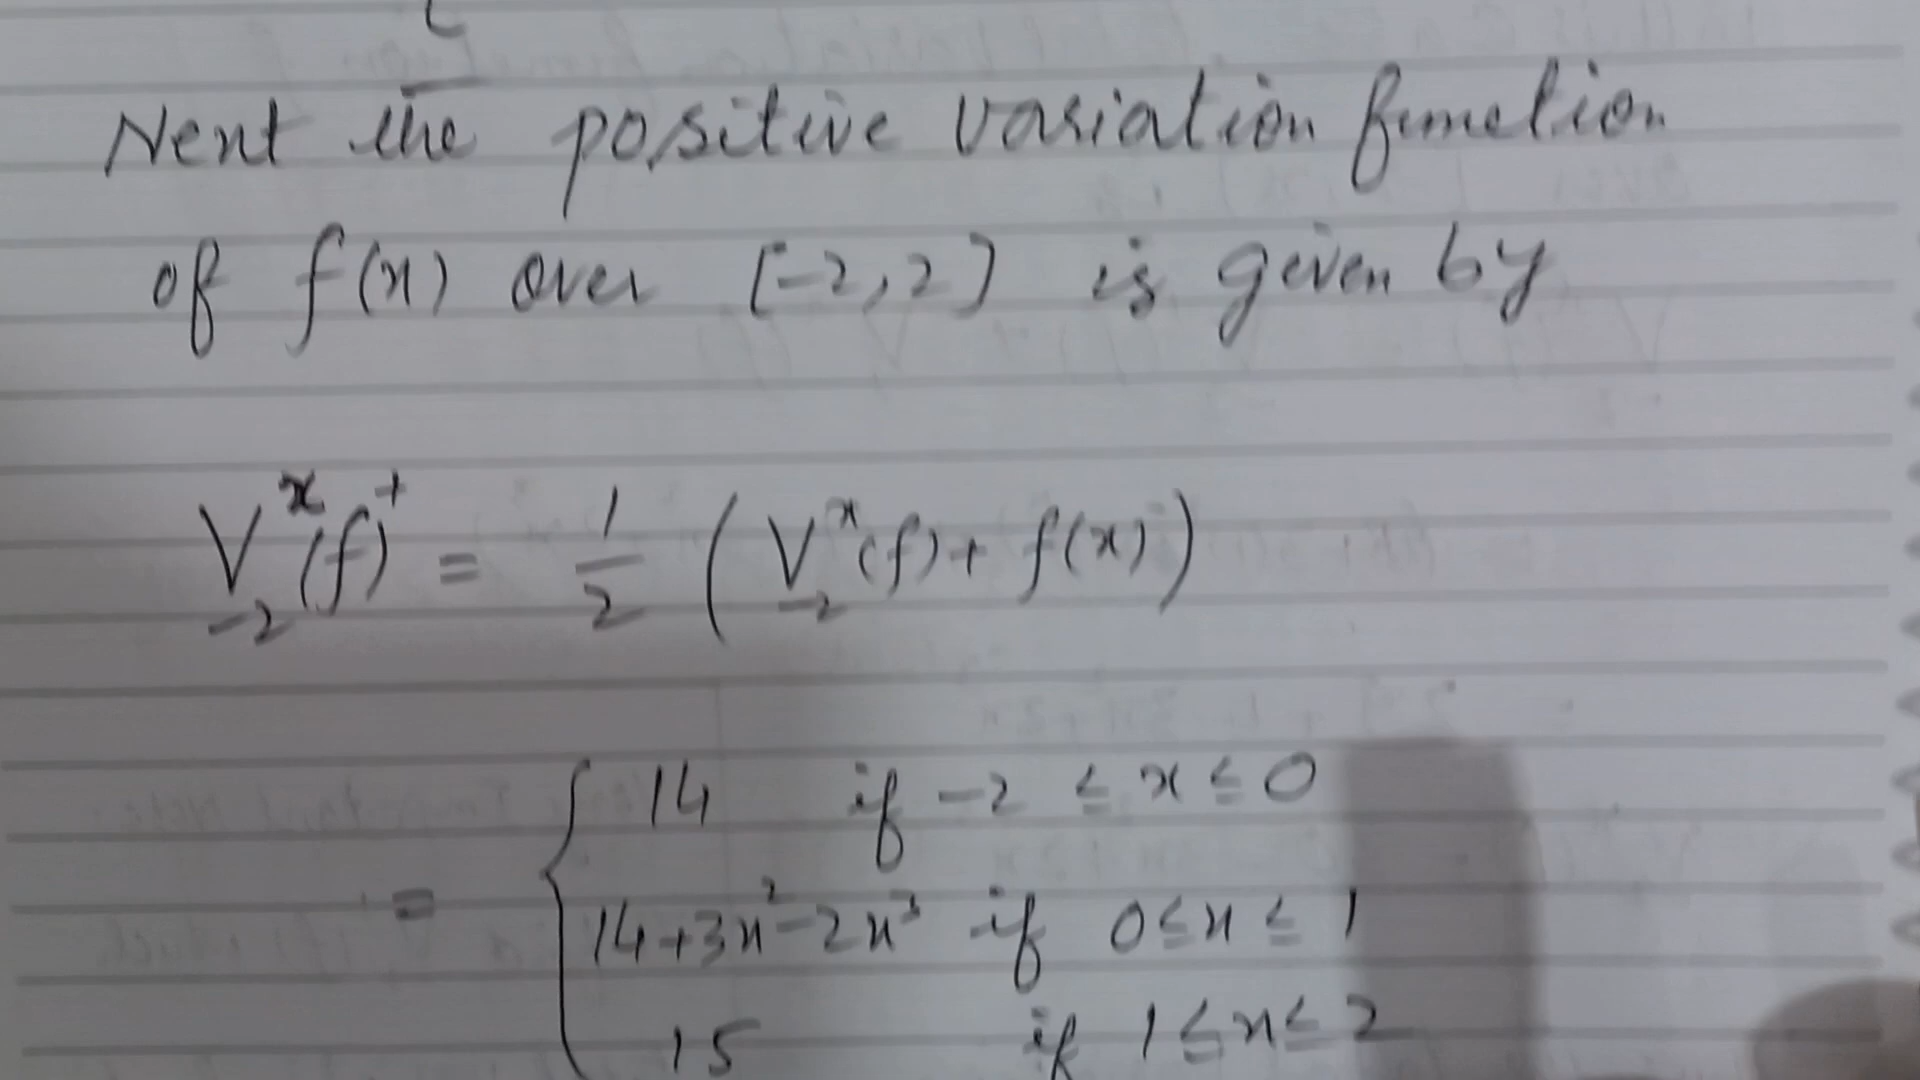 Next the positive variation function
of f(x) over [-2,2] is given by
V_{-2}^{x}(f)^{+} = 1/2 ( V_{-2}^{x}(f) + f(x) )
= { 14 if -2 ≤ x ≤ 0
14+3x²-2x³ if 0≤x≤1
15 if 1≤x≤2